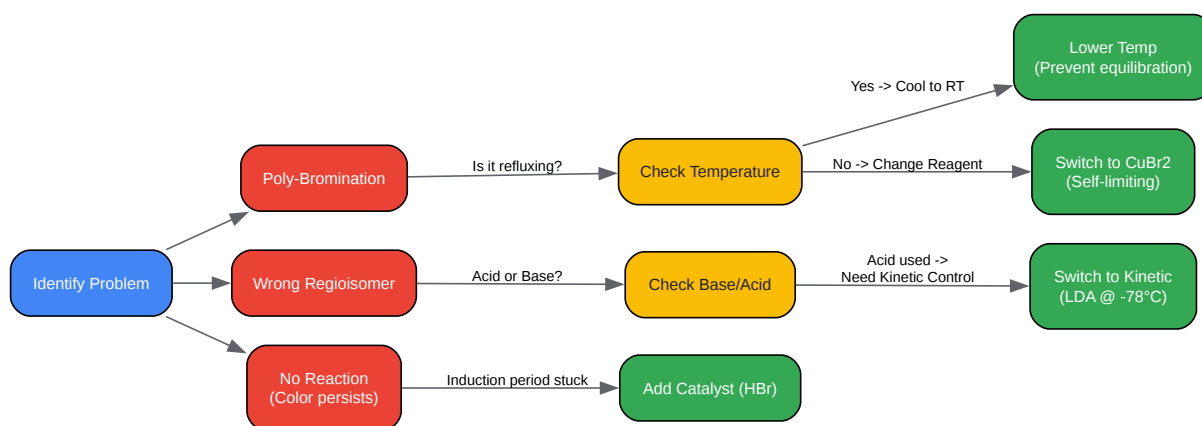 Identify Problem
Poly-Bromination
Is it refluxing?
Check Temperature
Yes -> Cool to RT
Lower Temp
(Prevent equilibration)
No -> Change Reagent
Switch to CuBr2
(Self-limiting)
Wrong Regioisomer
Acid or Base?
Check Base/Acid
Acid used ->
Need Kinetic Control
Switch to Kinetic
(LDA @ -78°C)
No Reaction
(Color persists)
Induction period stuck
Add Catalyst (HBr)